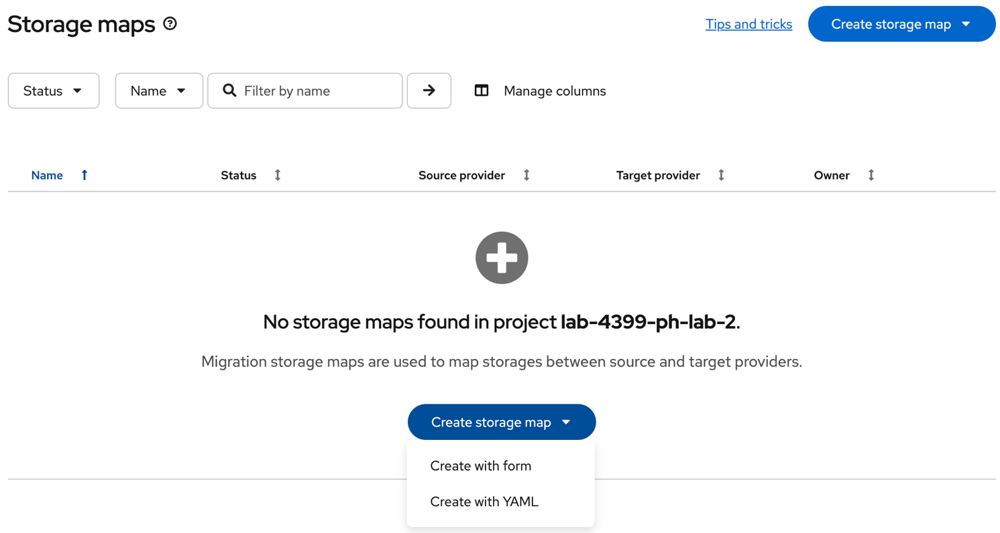 Storage maps
Tips and tricks
Create storage map
Status
Name
Filter by name
Manage columns
Name Status Source provider Target provider Owner
No storage maps found in project lab-4399-ph-lab-2.
Migration storage maps are used to map storages between source and target providers.
Create storage map
Create with form
Create with YAML